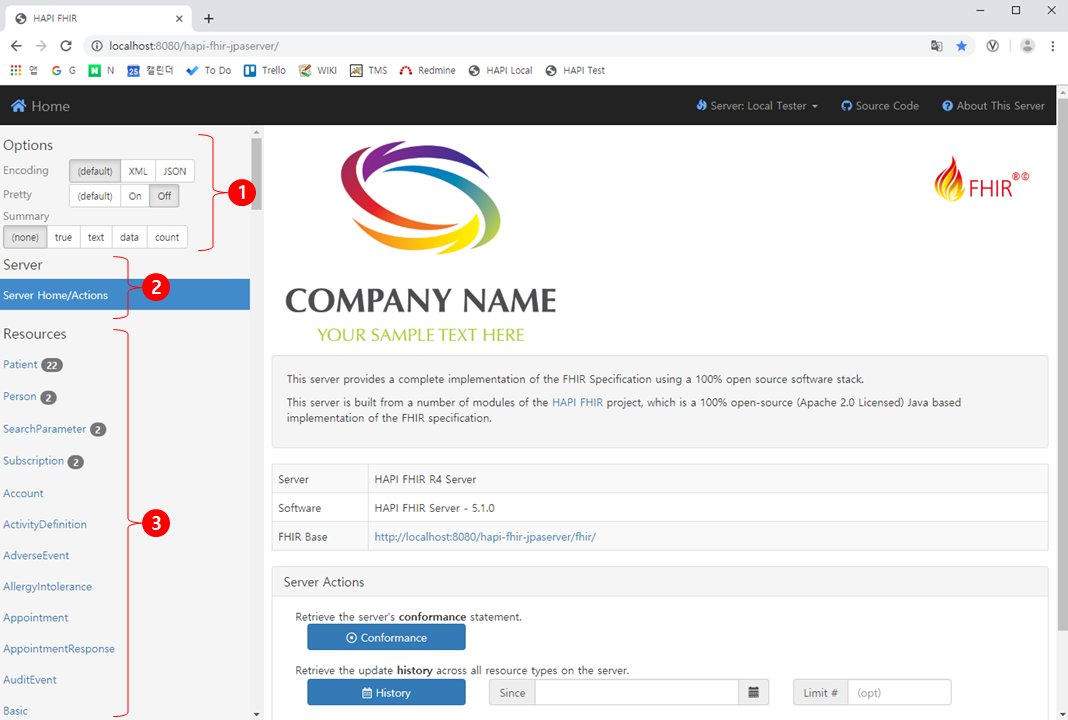 HAPI FHIR
localhost:8080/hapi-fhir-jpaserver/
앱 G N 25 캘린더 To Do Trello WIKI TMS Redmine HAPI Local HAPI Test
Home Server: Local Tester Source Code About This Server
Options
Encoding (default) XML JSON
Pretty (default) On Off
Summary
(none) true text data count
1
Server
Server Home/Actions
2
Resources
Patient 22
Person 2
SearchParameter 2
Subscription 2
Account
ActivityDefinition
AdverseEvent
AllergyIntolerance
Appointment
AppointmentResponse
AuditEvent
Basic
3
FHIR®©
COMPANY NAME
YOUR SAMPLE TEXT HERE
This server provides a complete implementation of the FHIR Specification using a 100% open source software stack.
This server is built from a number of modules of the HAPI FHIR project, which is a 100% open-source (Apache 2.0 Licensed) Java based
implementation of the FHIR specification.
Server HAPI FHIR R4 Server
Software HAPI FHIR Server - 5.1.0
FHIR Base http://localhost:8080/hapi-fhir-jpaserver/fhir/
Server Actions
Retrieve the server's conformance statement.
Conformance
Retrieve the update history across all resource types on the server.
History Since Limit # (opt)